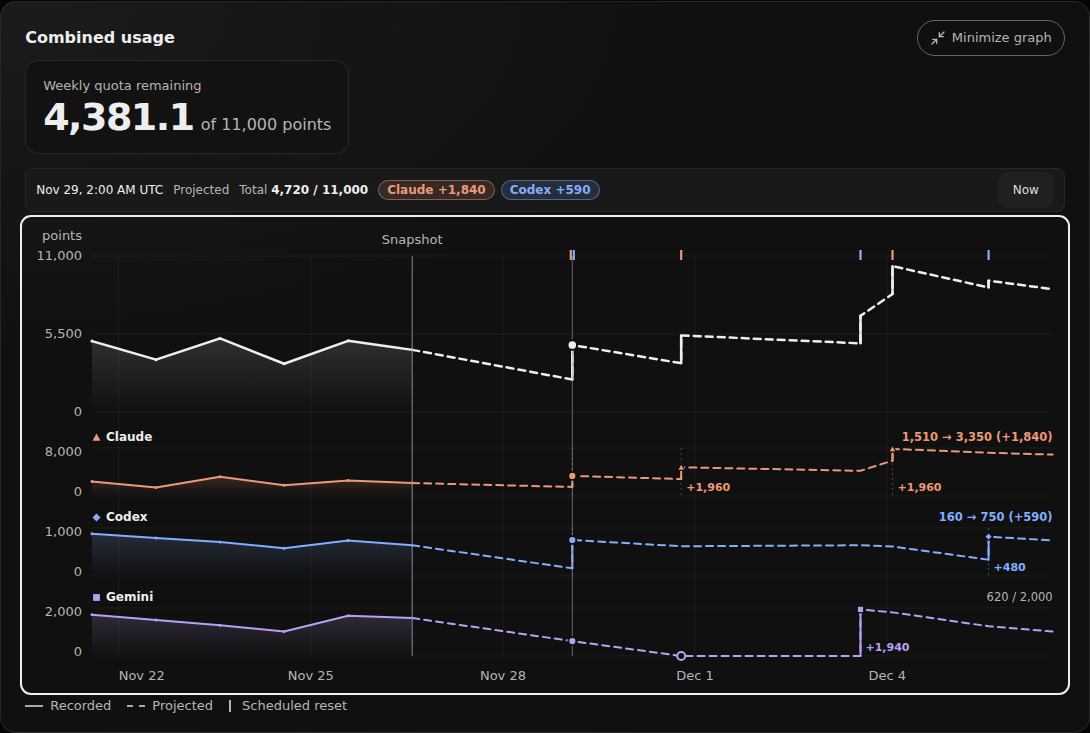 Combined usage
Minimize graph
Weekly quota remaining
4,381.1 of 11,000 points
Nov 29, 2:00 AM UTC Projected Total 4,720 / 11,000 Claude +1,840 Codex +590 Now
points
Snapshot
11,000
5,500
0
Claude 1,510 → 3,350 (+1,840)
8,000
0
+1,960 +1,960
Codex 160 → 750 (+590)
1,000
0
+480
Gemini 620 / 2,000
2,000
0
+1,940
Nov 22 Nov 25 Nov 28 Dec 1 Dec 4
Recorded Projected Scheduled reset